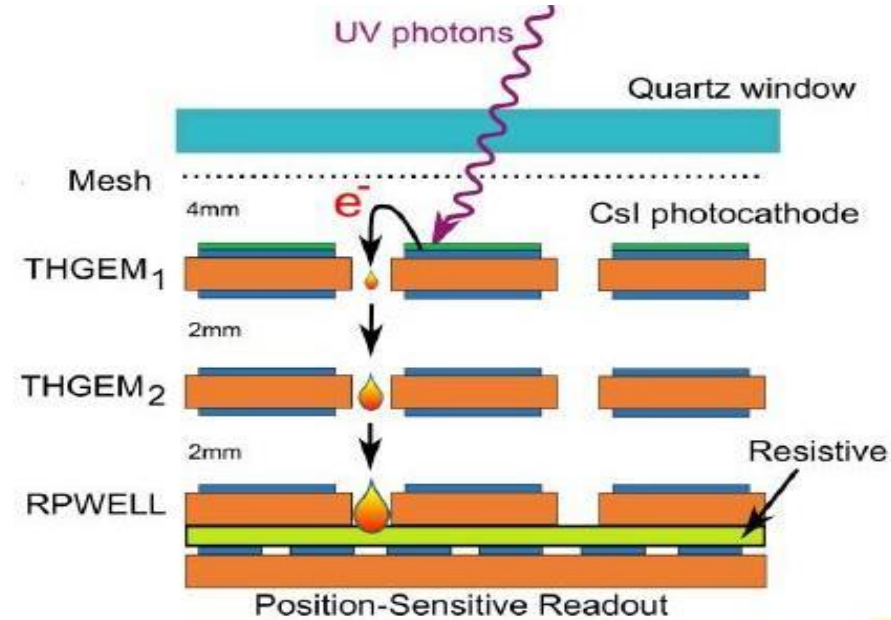 UV photons
Quartz window
Mesh
4mm
e-
CsI photocathode
THGEM1
2mm
THGEM2
2mm
Resistive
RPWELL
Position-Sensitive Readout